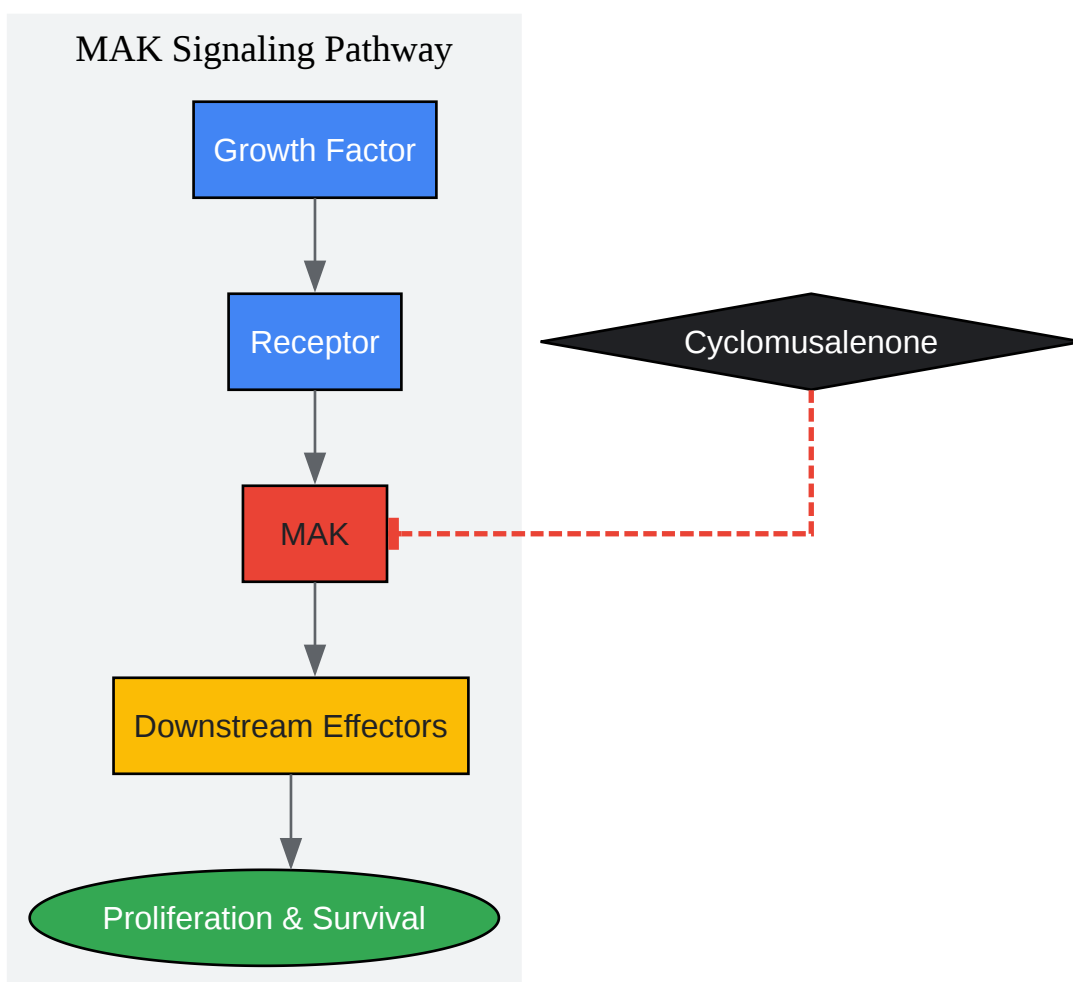 MAK Signaling Pathway
Growth Factor
Receptor
Cyclomusalenone
MAK
Downstream Effectors
Proliferation & Survival